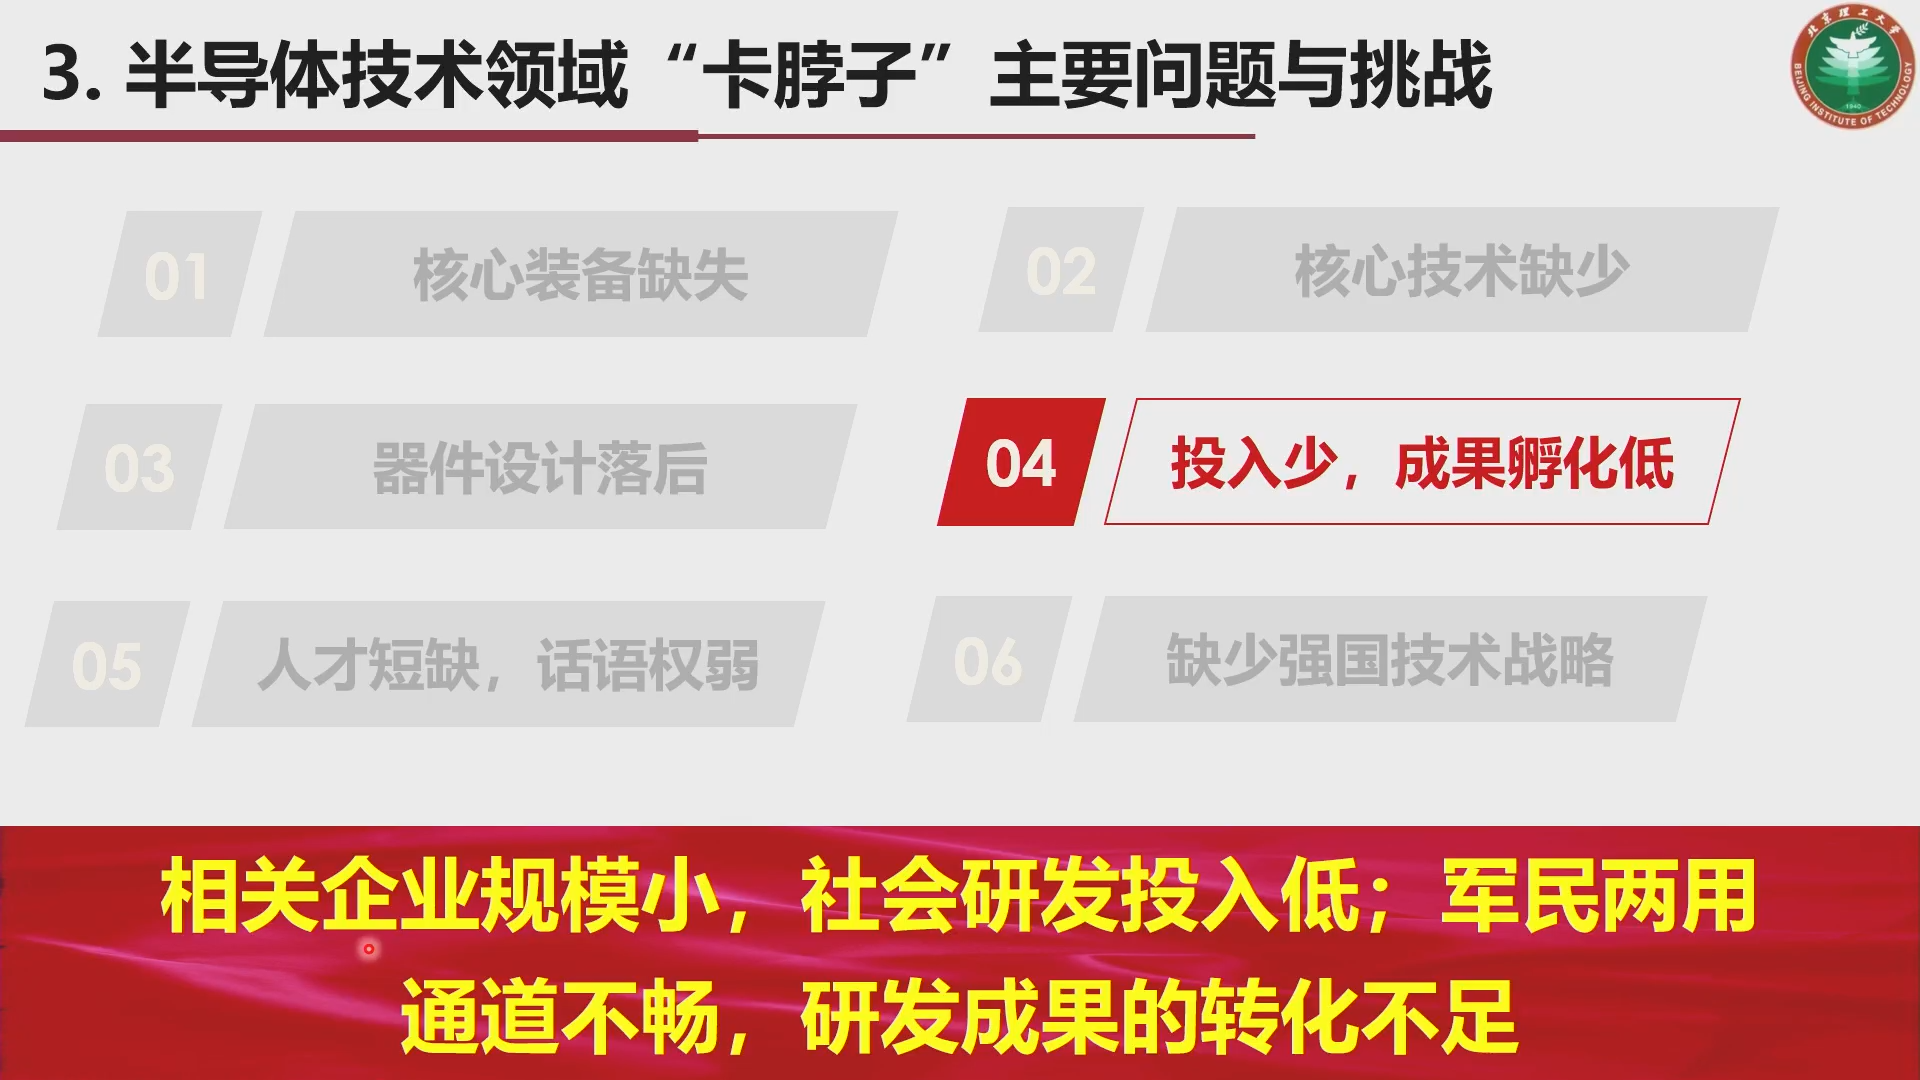 3. 半导体技术领域“卡脖子”主要问题与挑战
北京理工大学
BEIJING INSTITUTE OF TECHNOLOGY
1940
01 核心装备缺失
02 核心技术缺少
03 器件设计落后
04 投入少，成果孵化低
05 人才短缺，话语权弱
06 缺少强国技术战略
相关企业规模小，社会研发投入低；军民两用
通道不畅，研发成果的转化不足